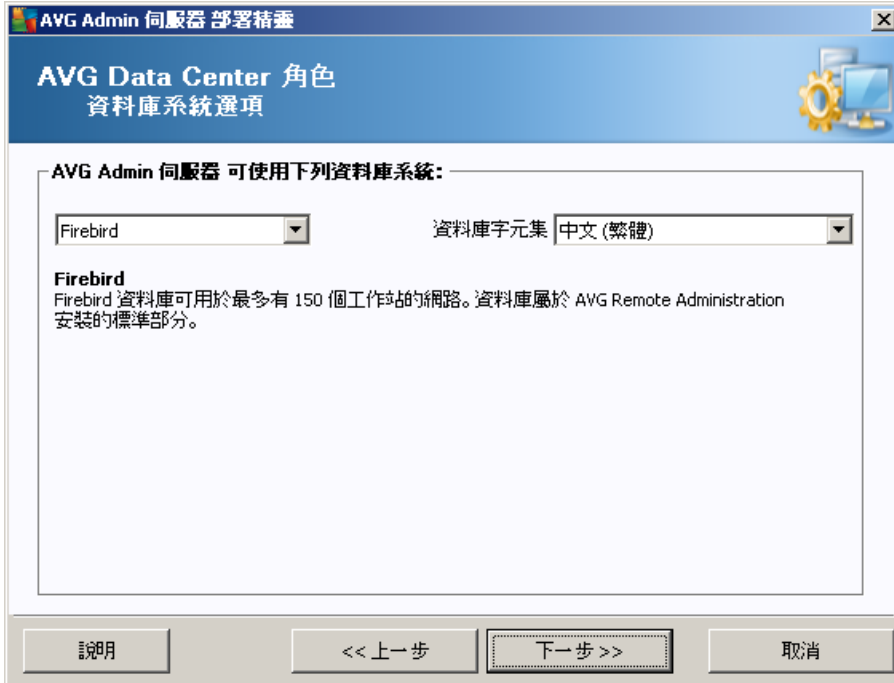 AVG Admin 伺服器 部署精靈
AVG Data Center 角色
資料庫系統選項
AVG Admin 伺服器 可使用下列資料庫系統:
Firebird
資料庫字元集 中文 (繁體)
Firebird
Firebird 資料庫可用於最多有 150 個工作站的網路。資料庫屬於 AVG Remote Administration
安裝的標準部分。
說明
<< 上一步
下一步 >>
取消